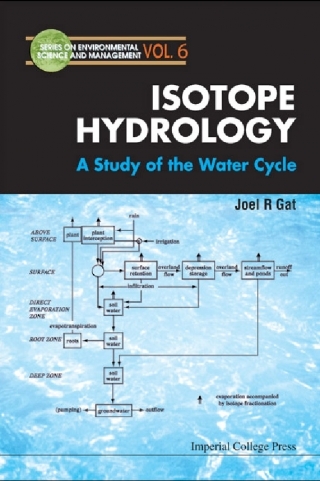 SERIES ON ENVIRONMENTAL
SCIENCE AND MANAGEMENT VOL. 6
ISOTOPE
HYDROLOGY
A Study of the Water Cycle
Joel R Gat
rain
ABOVE
SURFACE
plant
plant
interception
irrigation
SURFACE
surface
retention
overland
flow
depression
storage
overland
flow
streamflow
and ponds
runoff
out
infiltration
DIRECT
EVAPORATION
ZONE
soil
water
evapotranspiration
ROOT ZONE
roots
soil
water
DEEP ZONE
soil
water
evaporation accompanied
by isotope fractionation
(pumping)
groundwater
outflow
Imperial College Press